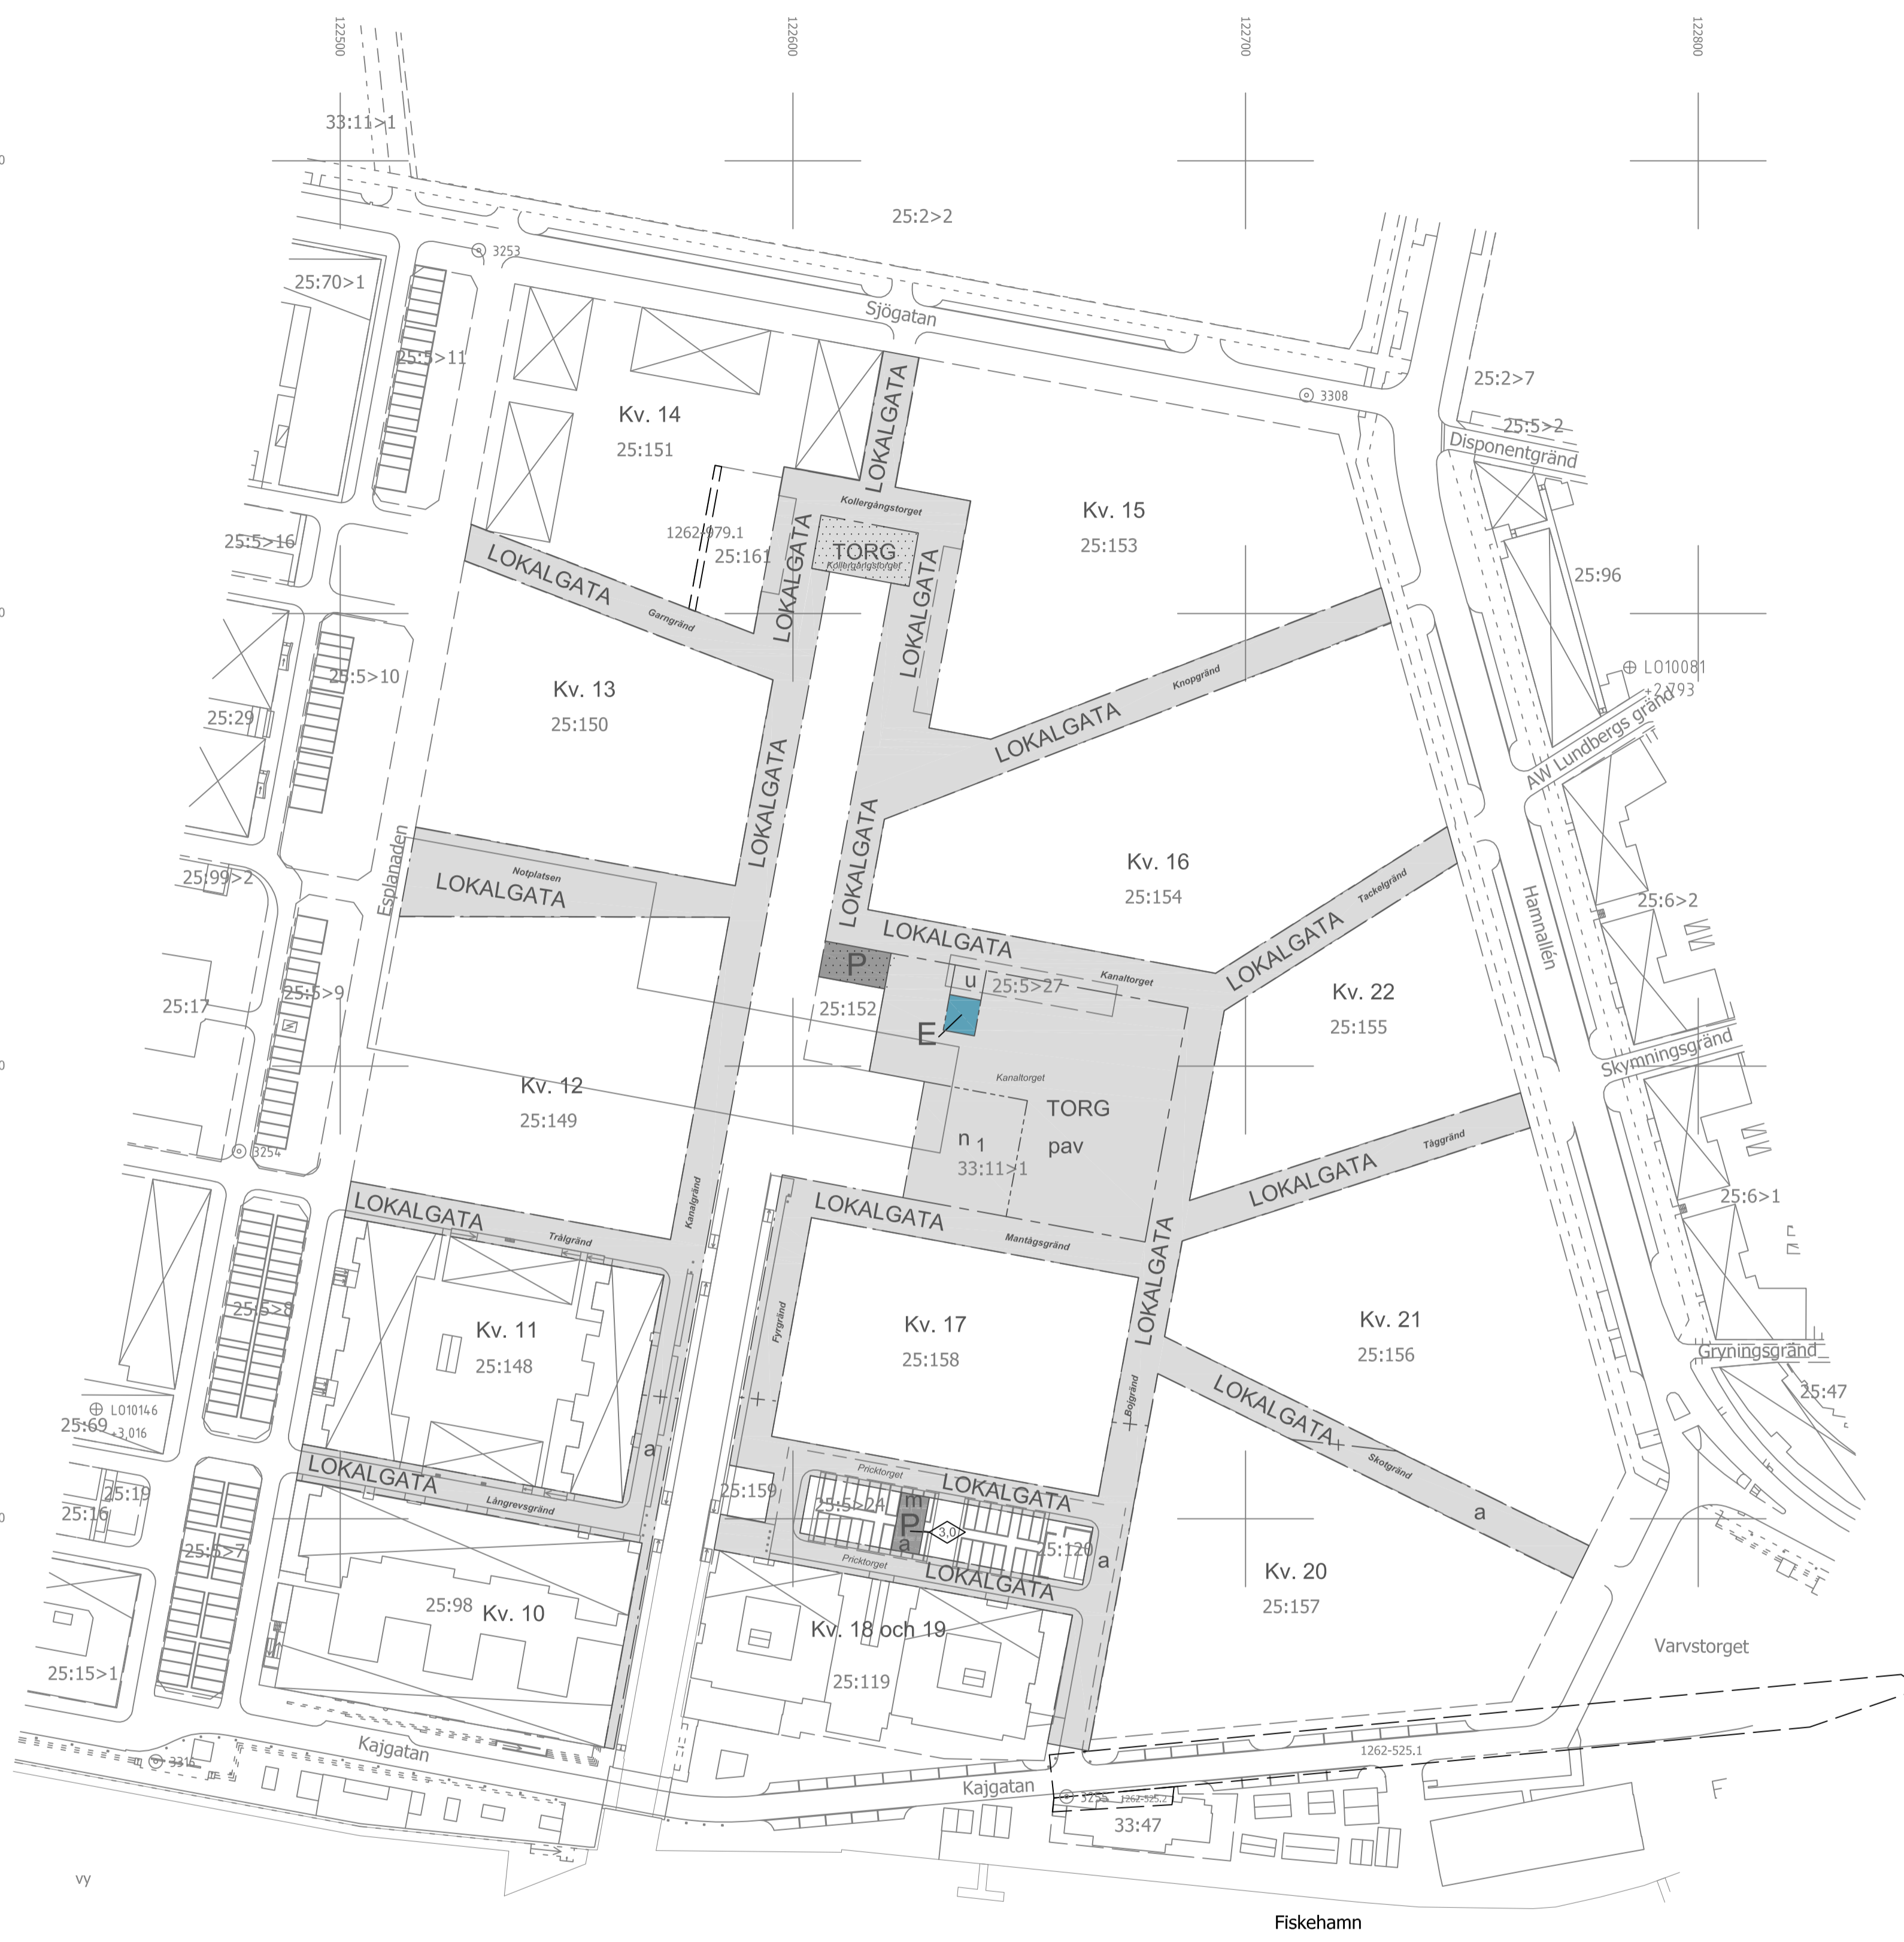 122500
122600
122700
122800
33:11>1
25:2>2
3253
25:70>1
Sjögatan
25:5>11
25:2>7
3308
Kv. 14
25:151
LOKALGATA
25:5>2
Disponentgränd
Kollergångstorget
Kv. 15
25:153
1262-979.1
25:161
25:5>16
LOKALGATA
LOKALGATA
TORG
Kollergångstorget
LOKALGATA
25:96
Garngränd
LO10081
+2,793
25:5>10
Knopgränd
Kv. 13
25:150
25:29
LOKALGATA
AW Lundbergs gränd
LOKALGATA
LOKALGATA
Esplanaden
Notplatsen
LOKALGATA
25:99>2
Kv. 16
25:154
Tackelgränd
25:6>2
Hamnallén
LOKALGATA
LOKALGATA
P
Kanaltorget
u
25:5>27
25:5>9
25:17
25:152
E
Kv. 22
25:155
Skymningsgränd
Kv. 12
25:149
Kanaltorget
TORG
pav
n 1
33:11>1
3254
Tåggränd
LOKALGATA
25:6>1
Kanalgränd
LOKALGATA
Trålgränd
LOKALGATA
Mantågsgränd
LOKALGATA
25:5>8
Fyrgränd
Kv. 11
25:148
Kv. 17
25:158
Kv. 21
25:156
Gryningsgränd
25:47
LO10146
+3,016
25:69
Bojgränd
LOKALGATA
Skotgränd
a
LOKALGATA
Långrevsgränd
Pricktorget
LOKALGATA
25:19
25:16
25:159
25:5>24
m
P
a
3,0
25:120
a
a
25:5>7
Pricktorget
LOKALGATA
Kv. 20
25:157
25:98
Kv. 10
Kv. 18 och 19
25:119
Varvstorget
25:15>1
Kajgatan
3316
1262-525.1
Kajgatan
3255
1262-525.2
33:47
F
vy
Fiskehamn